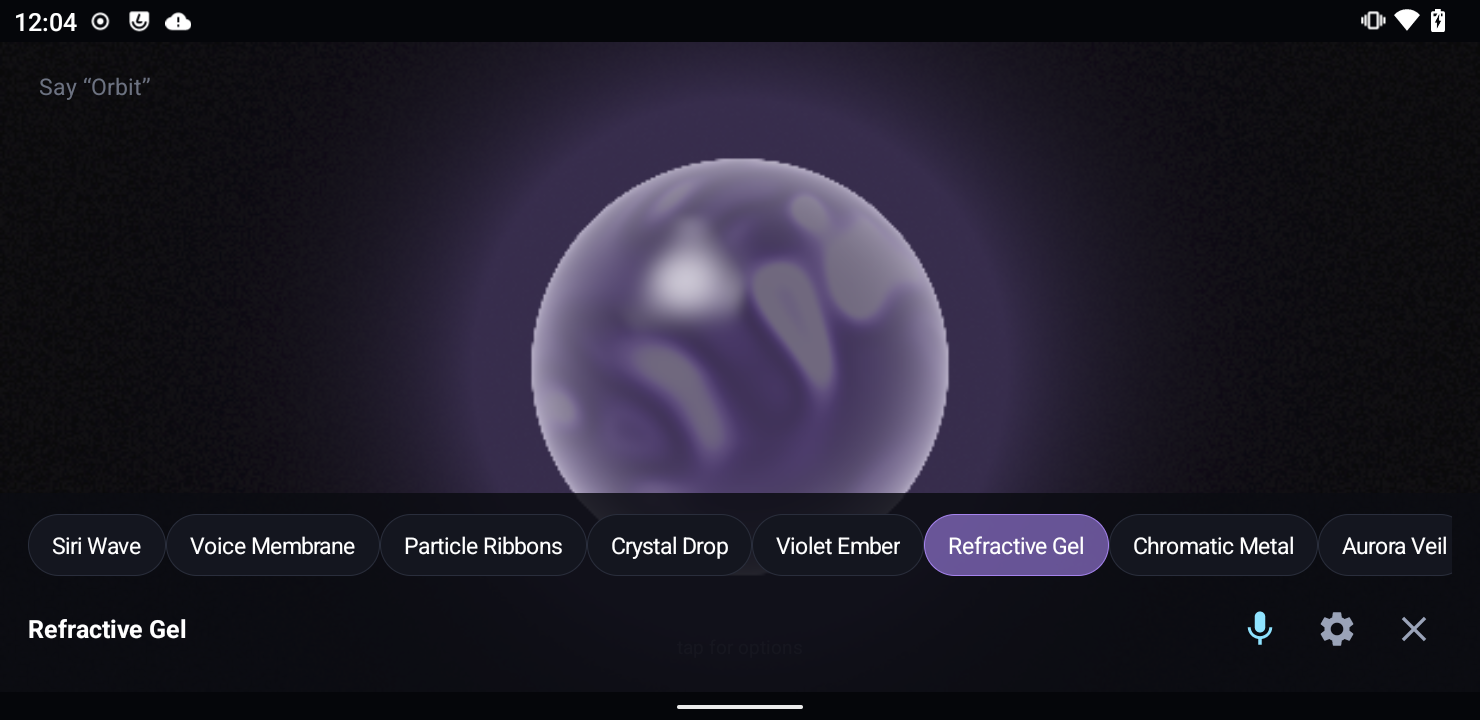 12:04
Say “Orbit”
Siri Wave
Voice Membrane
Particle Ribbons
Crystal Drop
Violet Ember
Refractive Gel
Chromatic Metal
Aurora Veil
Refractive Gel
tap for options